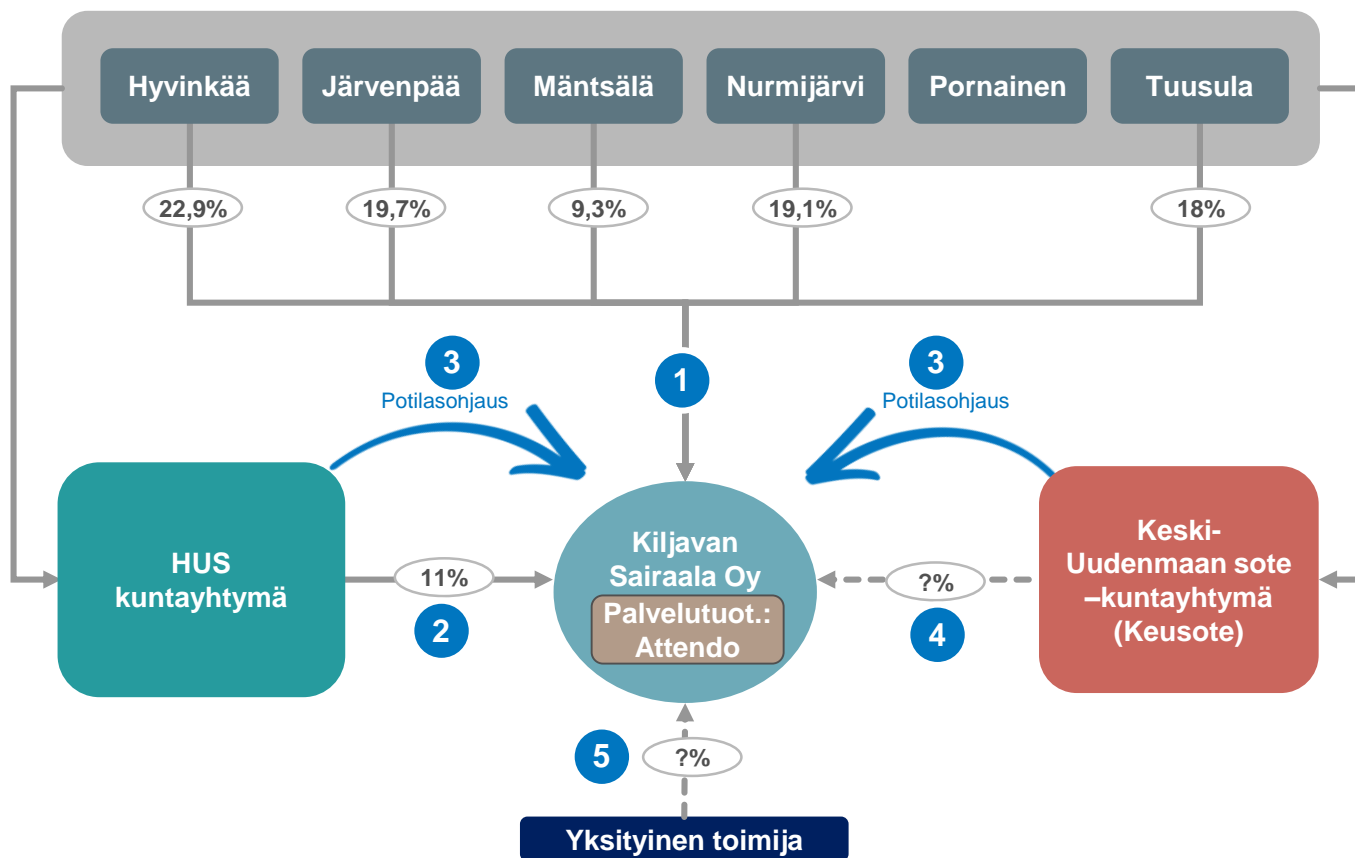 Hyvinkää
Järvenpää
Mäntsälä
Nurmijärvi
Pornainen
Tuusula
22,9%
19,7%
9,3%
19,1%
18%
3
Potilasohjaus
1
3
Potilasohjaus
HUS
kuntayhtymä
11%
2
Kiljavan
Sairaala Oy
Palvelutuot.:
Attendo
?%
4
Keski-
Uudenmaan sote
–kuntayhtymä
(Keusote)
5
?%
Yksityinen toimija